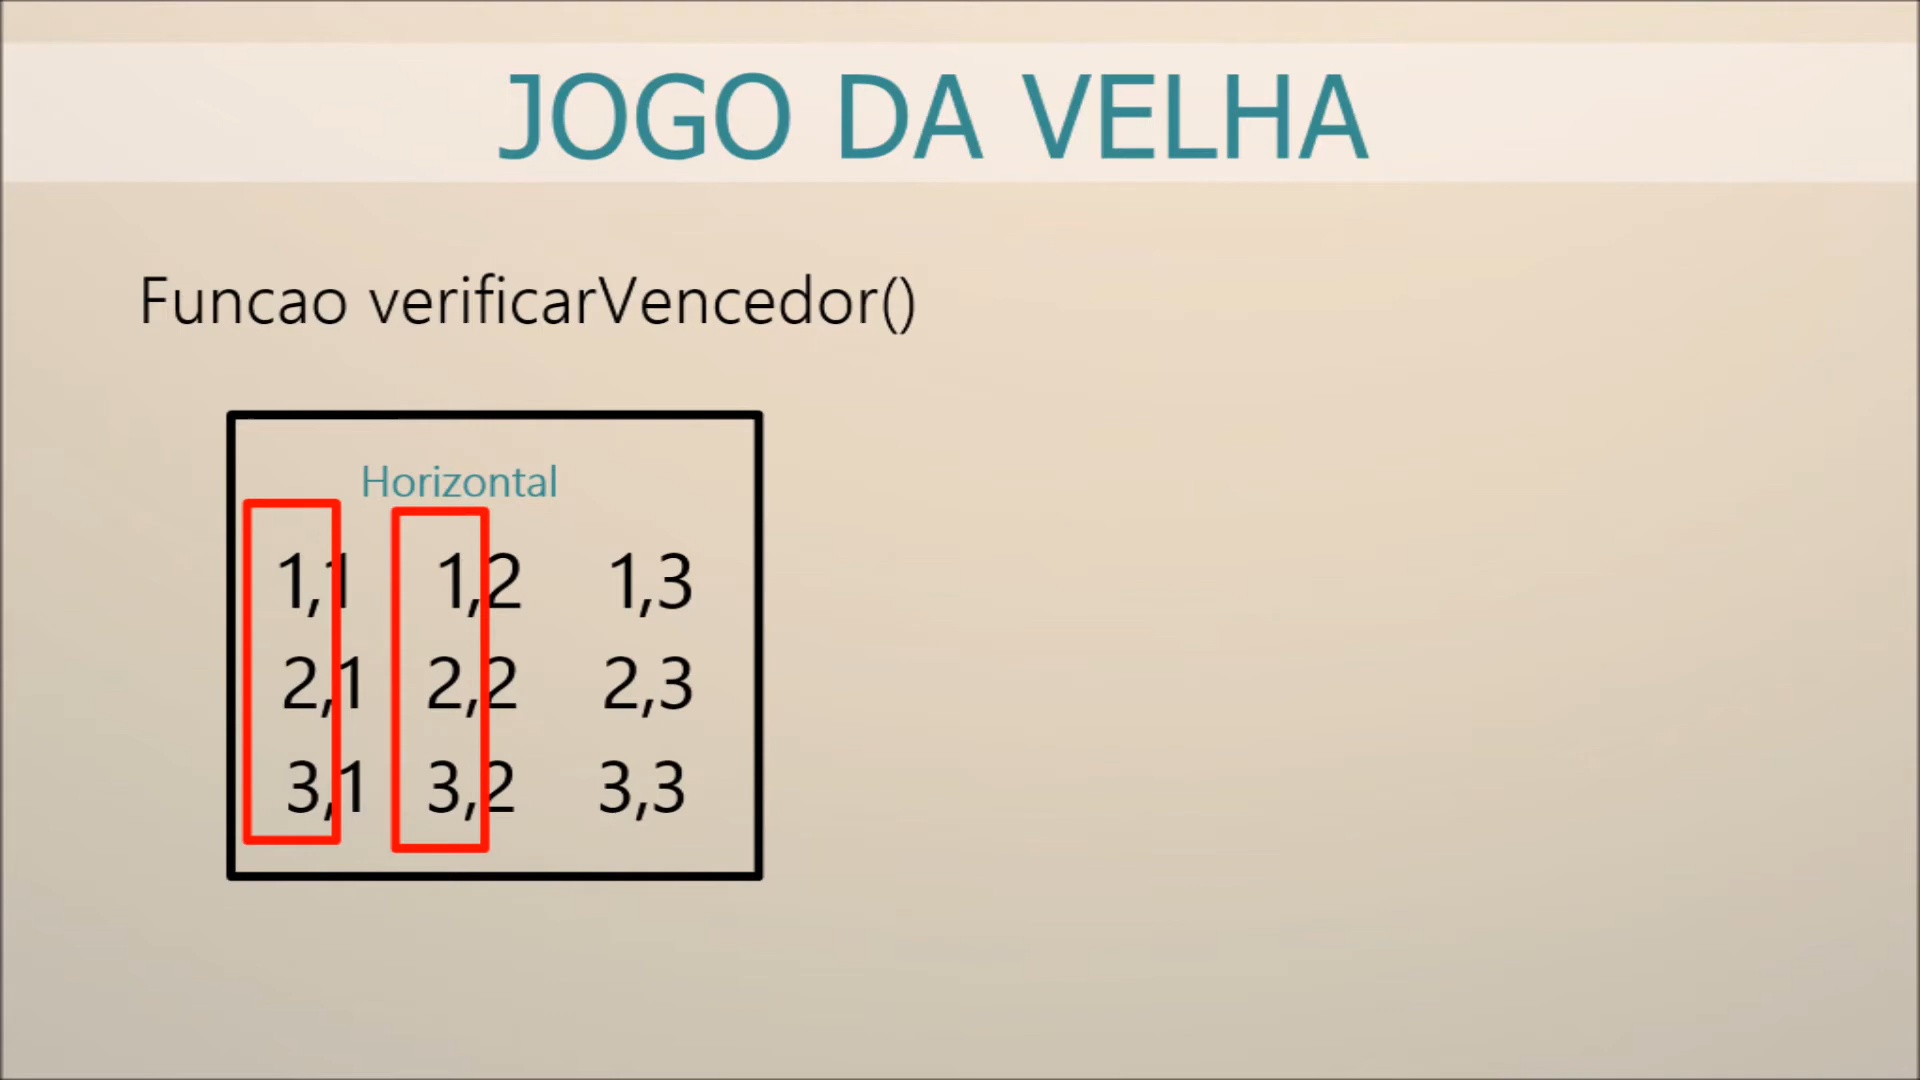 JOGO DA VELHA
Funcao verificarVencedor()
Horizontal
1,1 1,2 1,3
2,1 2,2 2,3
3,1 3,2 3,3